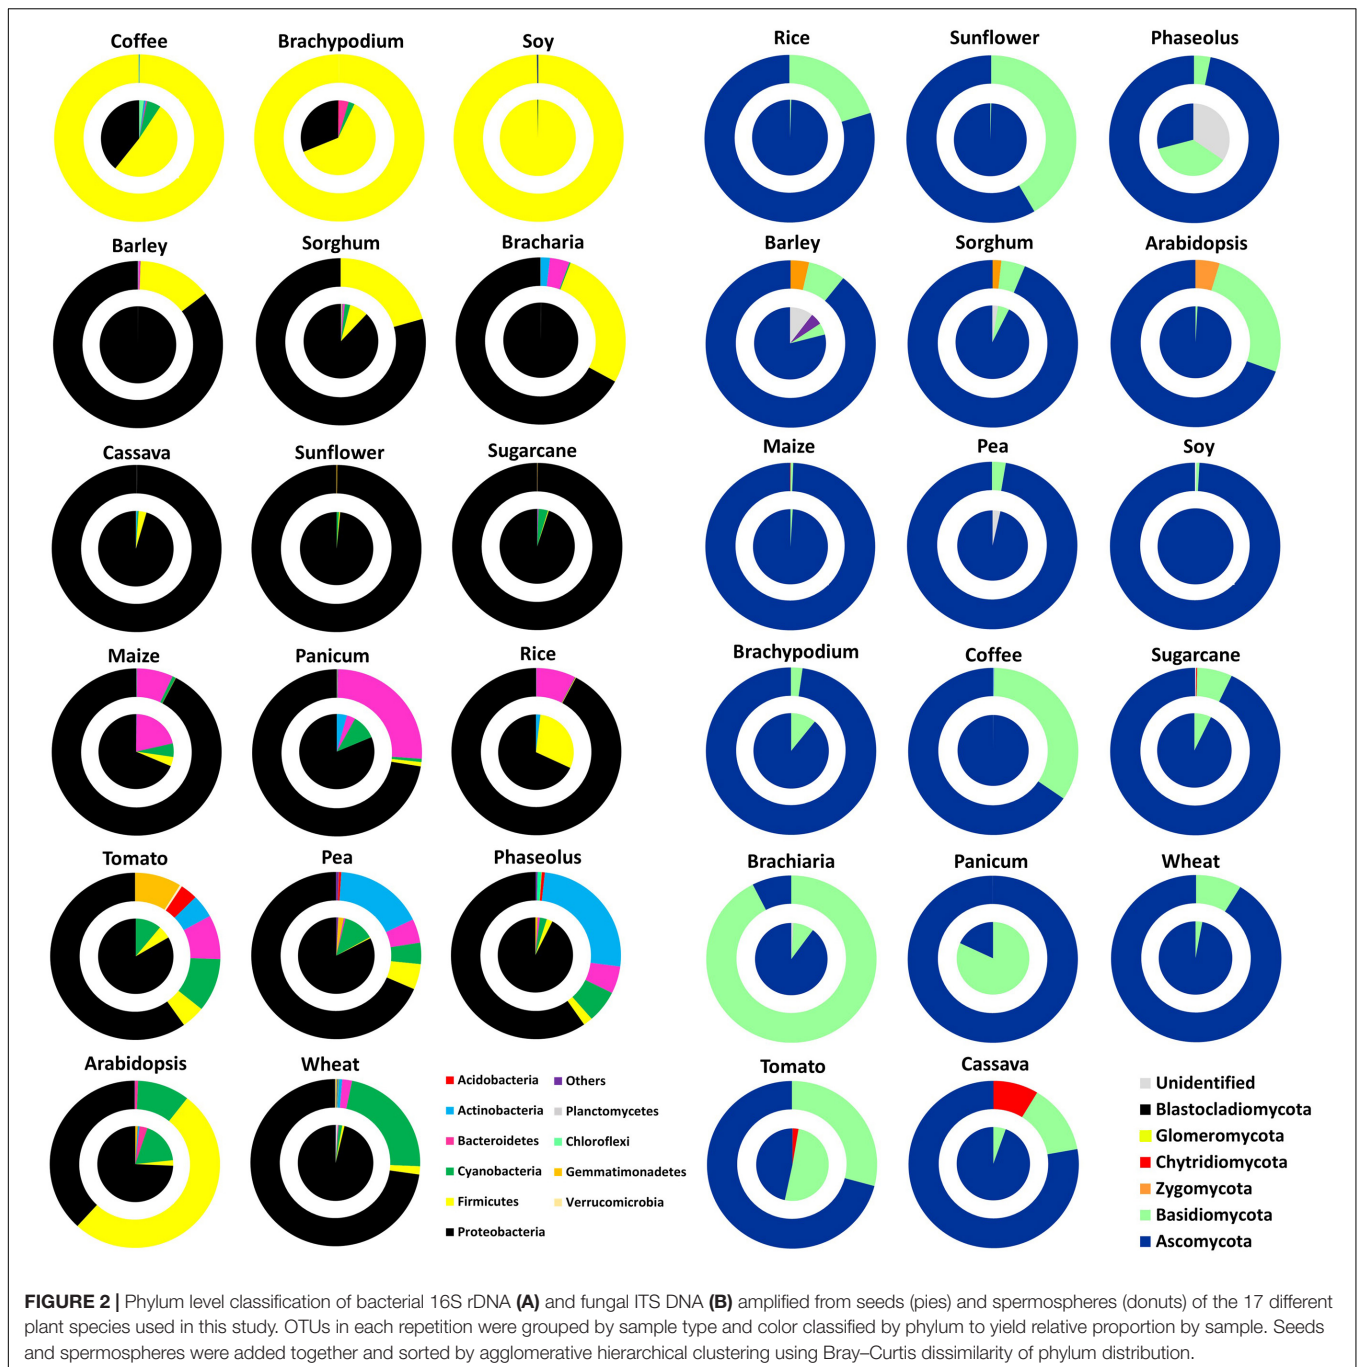 Coffee Brachypodium Soy
Barley Sorghum Bracharia
Cassava Sunflower Sugarcane
Maize Panicum Rice
Tomato Pea Phaseolus
Arabidopsis Wheat
Acidobacteria Others
Actinobacteria Planctomycetes
Bacteroidetes Chloroflexi
Cyanobacteria Gemmatimonadetes
Firmicutes Verrucomicrobia
Proteobacteria
Rice Sunflower Phaseolus
Barley Sorghum Arabidopsis
Maize Pea Soy
Brachypodium Coffee Sugarcane
Brachiaria Panicum Wheat
Tomato Cassava
Unidentified
Blastocladiomycota
Glomeromycota
Chytridiomycota
Zygomycota
Basidiomycota
Ascomycota
FIGURE 2 | Phylum level classification of bacterial 16S rDNA (A) and fungal ITS DNA (B) amplified from seeds (pies) and spermospheres (donuts) of the 17 different
plant species used in this study. OTUs in each repetition were grouped by sample type and color classified by phylum to yield relative proportion by sample. Seeds
and spermospheres were added together and sorted by agglomerative hierarchical clustering using Bray–Curtis dissimilarity of phylum distribution.